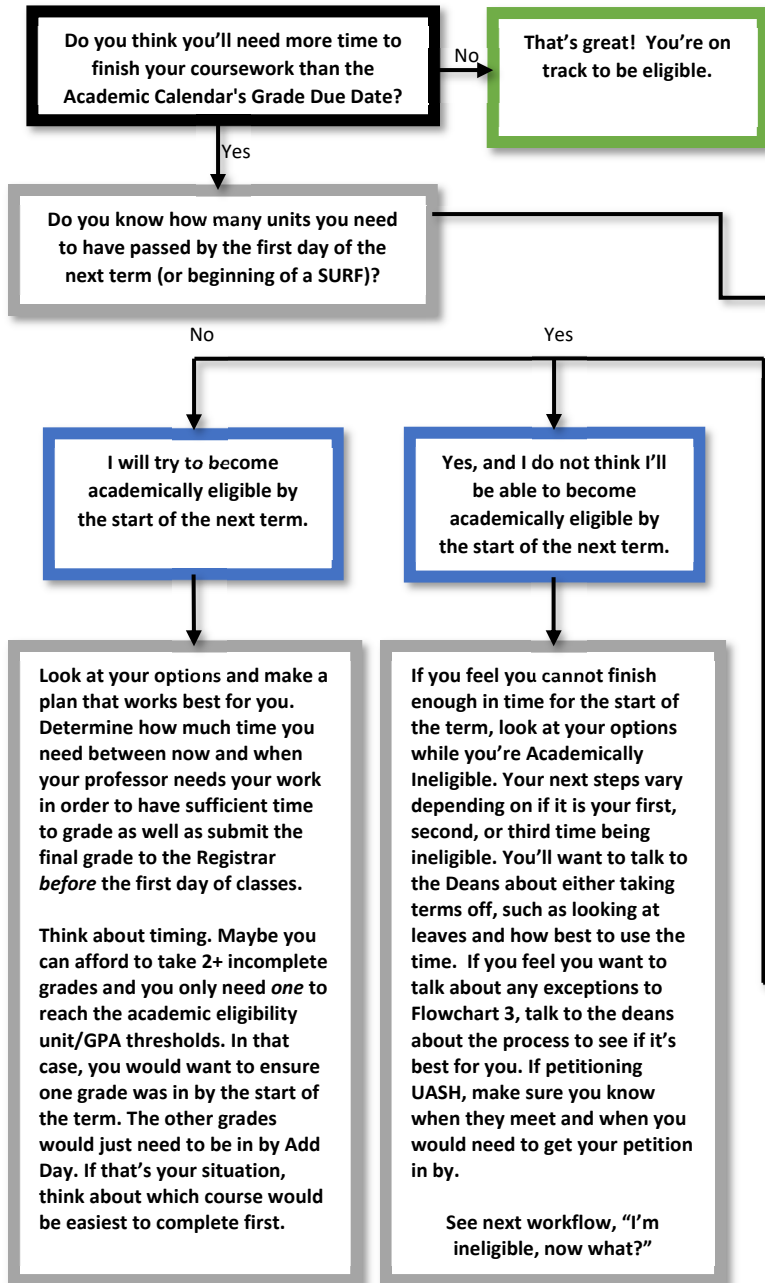 Do you think you'll need more time to
finish your coursework than the
Academic Calendar's Grade Due Date?
No
That's great!  You're on
track to be eligible.
Yes
Do you know how many units you need
to have passed by the first day of the
next term (or beginning of a SURF)?
No
Yes
I will try to become
academically eligible by
the start of the next term.
Yes, and I do not think I'll
be able to become
academically eligible by
the start of the next term.
Look at your options and make a
plan that works best for you.
Determine how much time you
need between now and when
your professor needs your work
in order to have sufficient time
to grade as well as submit the
final grade to the Registrar
before the first day of classes.
Think about timing. Maybe you
can afford to take 2+ incomplete
grades and you only need one to
reach the academic eligibility
unit/GPA thresholds. In that
case, you would want to ensure
one grade was in by the start of
the term. The other grades
would just need to be in by Add
Day. If that's your situation,
think about which course would
be easiest to complete first.
If you feel you cannot finish
enough in time for the start of
the term, look at your options
while you're Academically
Ineligible. Your next steps vary
depending on if it is your first,
second, or third time being
ineligible. You'll want to talk to
the Deans about either taking
terms off, such as looking at
leaves and how best to use the
time.  If you feel you want to
talk about any exceptions to
Flowchart 3, talk to the deans
about the process to see if it's
best for you. If petitioning
UASH, make sure you know
when they meet and when you
would need to get your petition
in by.
See next workflow, "I'm
ineligible, now what?"